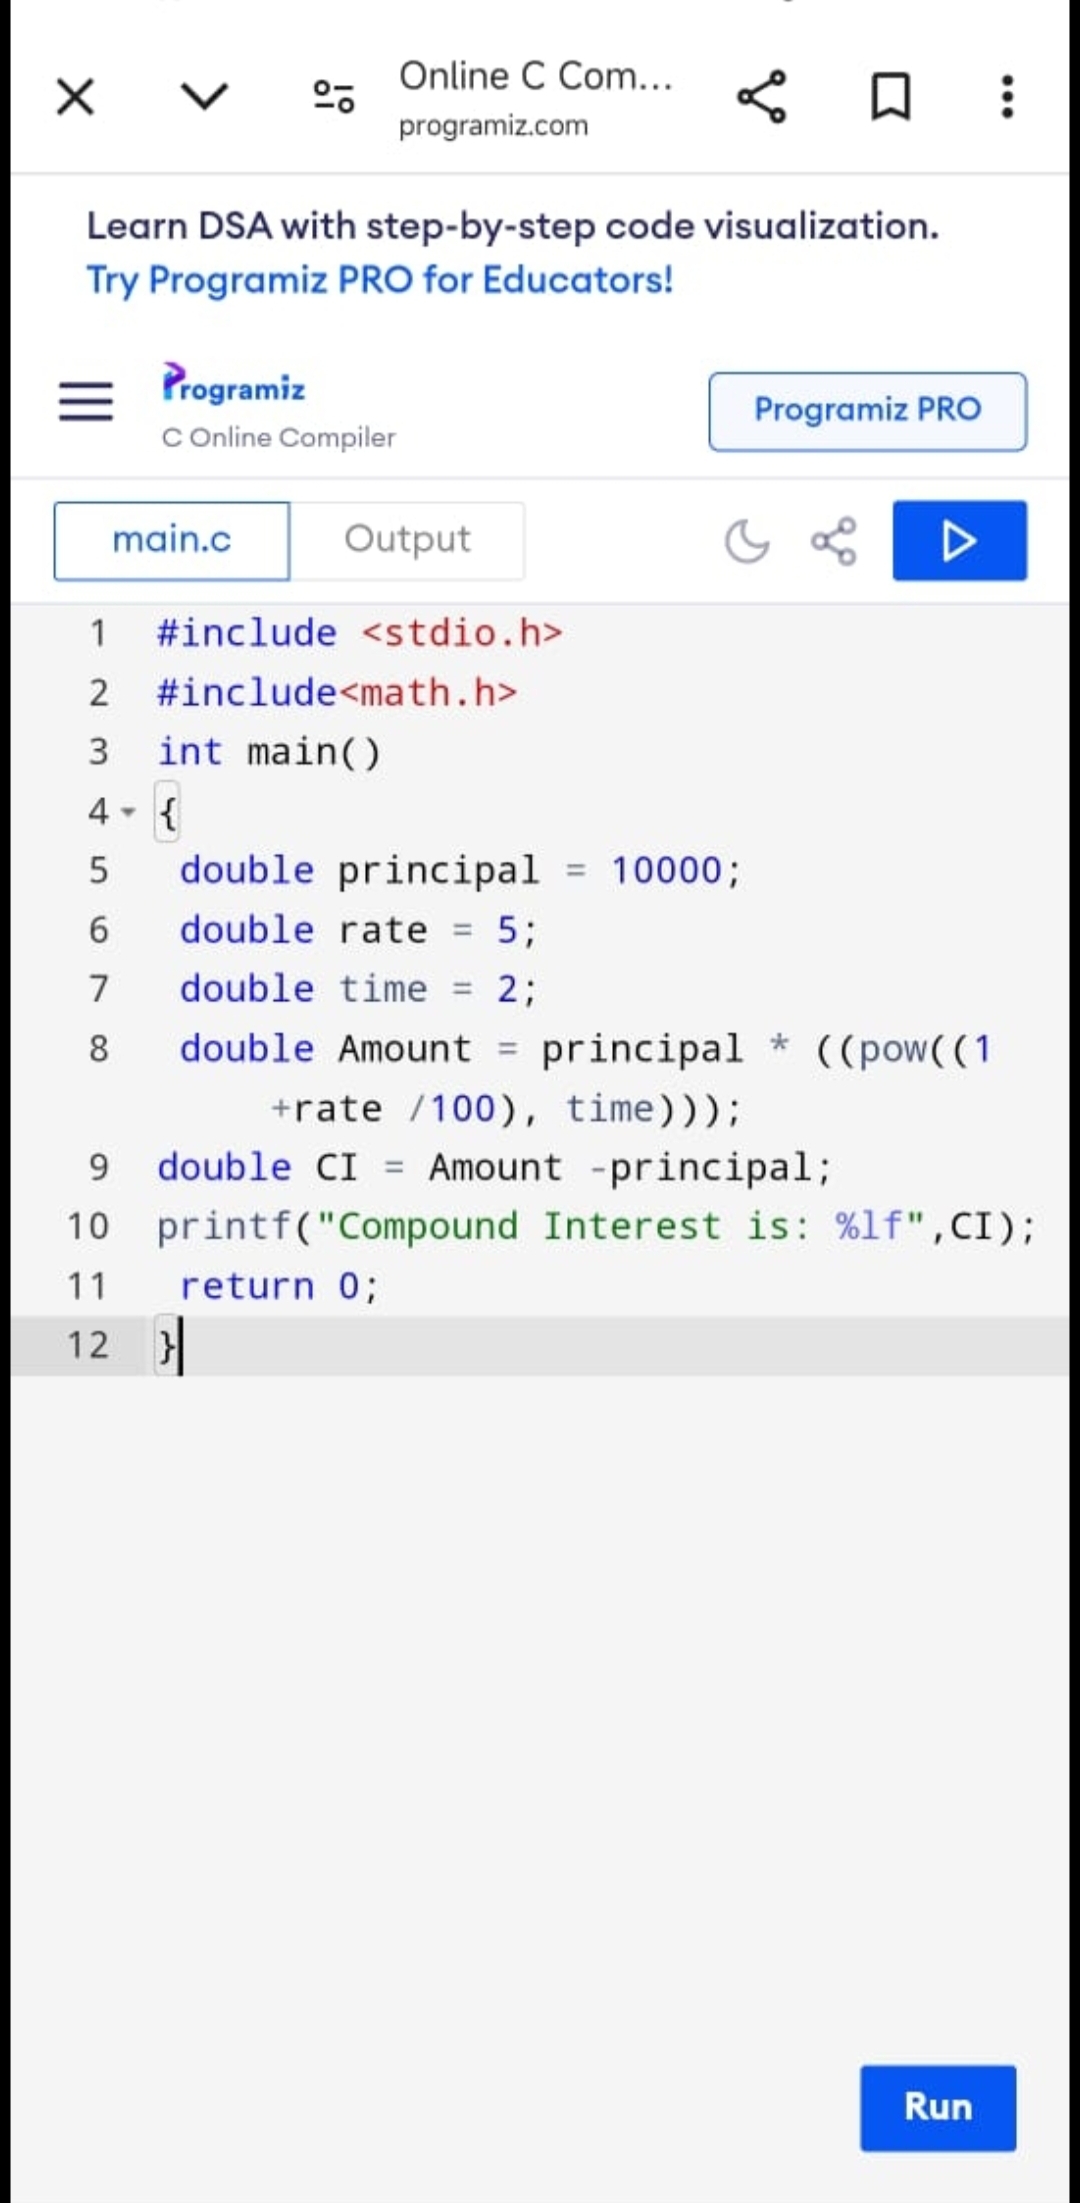 Online C Com...
programiz.com
Learn DSA with step-by-step code visualization.
Try Programiz PRO for Educators!
Programiz
C Online Compiler
Programiz PRO
main.c
Output
1 #include <stdio.h>
2 #include<math.h>
3 int main()
4 {
5 double principal = 10000;
6 double rate = 5;
7 double time = 2;
8 double Amount = principal * ((pow((1
+rate /100), time)));
9 double CI = Amount -principal;
10 printf("Compound Interest is: %lf",CI);
11 return 0;
12 }
Run